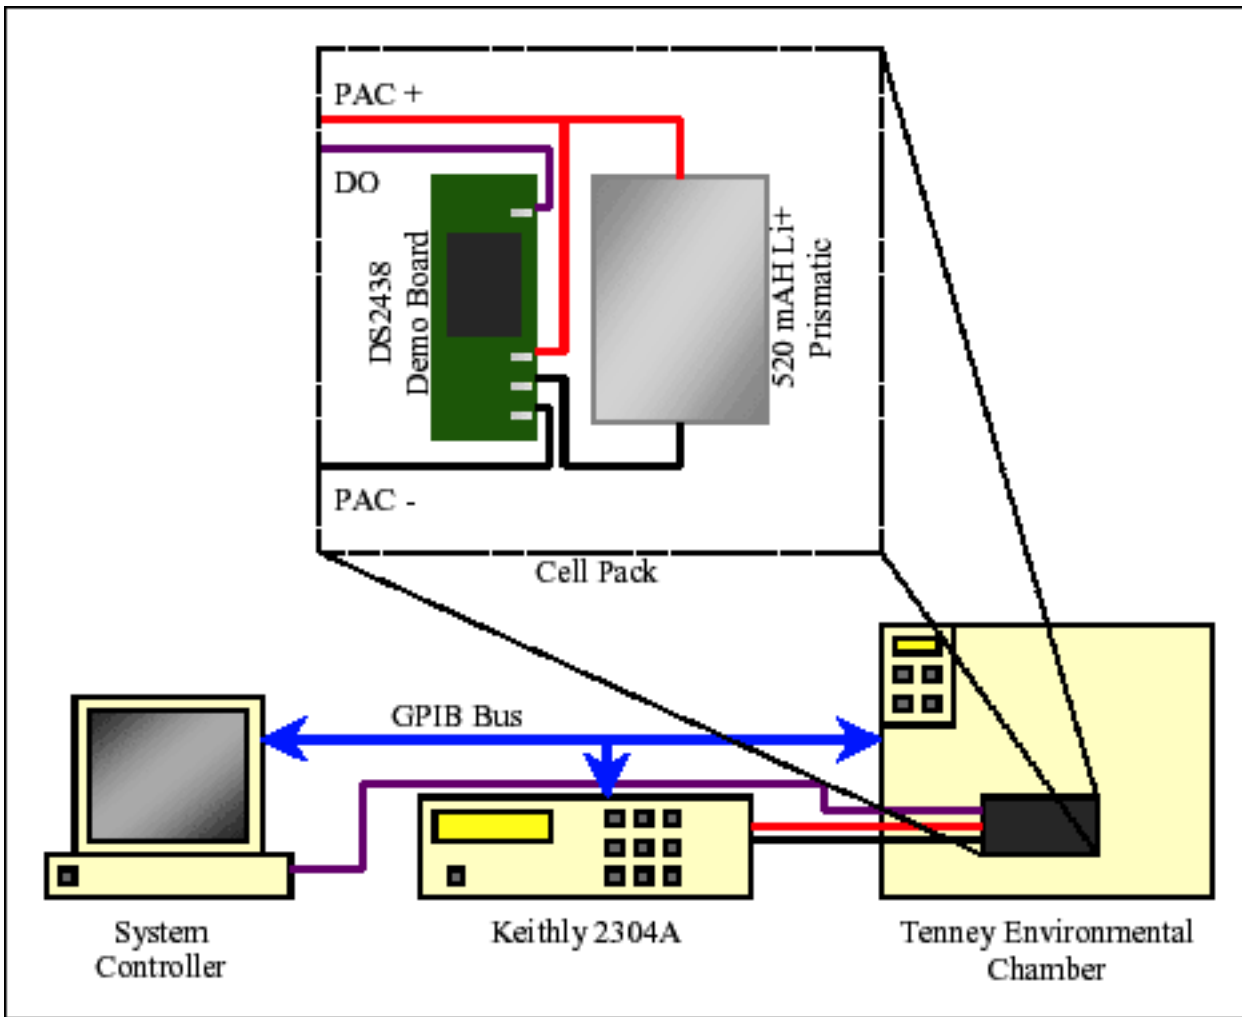 PAC +
DO
DS2438
Demo Board
520 mAH Li+
Prismatic
PAC -
Cell Pack
GPIB Bus
System
Controller
Keithly 2304A
Tenney Environmental
Chamber